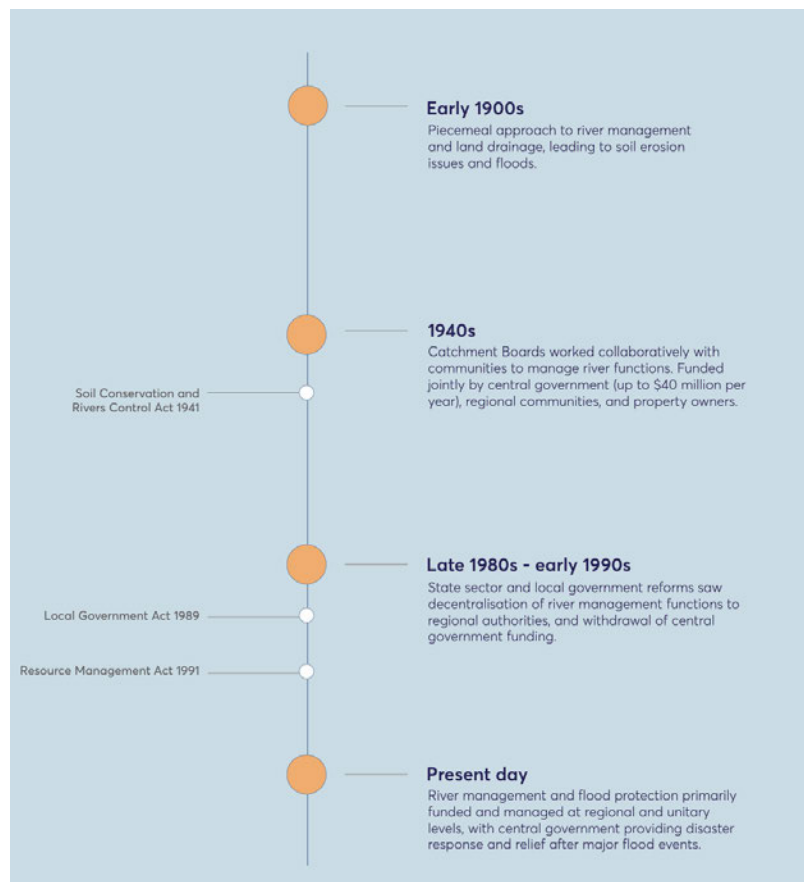 Early 1900s
Piecemeal approach to river management
and land drainage, leading to soil erosion
issues and floods.
1940s
Catchment Boards worked collaboratively with
communities to manage river functions. Funded
jointly by central government (up to $40 million per
year), regional communities, and property owners.
Soil Conservation and
Rivers Control Act 1941
Late 1980s - early 1990s
State sector and local government reforms saw
decentralisation of river management functions to
regional authorities, and withdrawal of central
government funding.
Local Government Act 1989
Resource Management Act 1991
Present day
River management and flood protection primarily
funded and managed at regional and unitary
levels, with central government providing disaster
response and relief after major flood events.